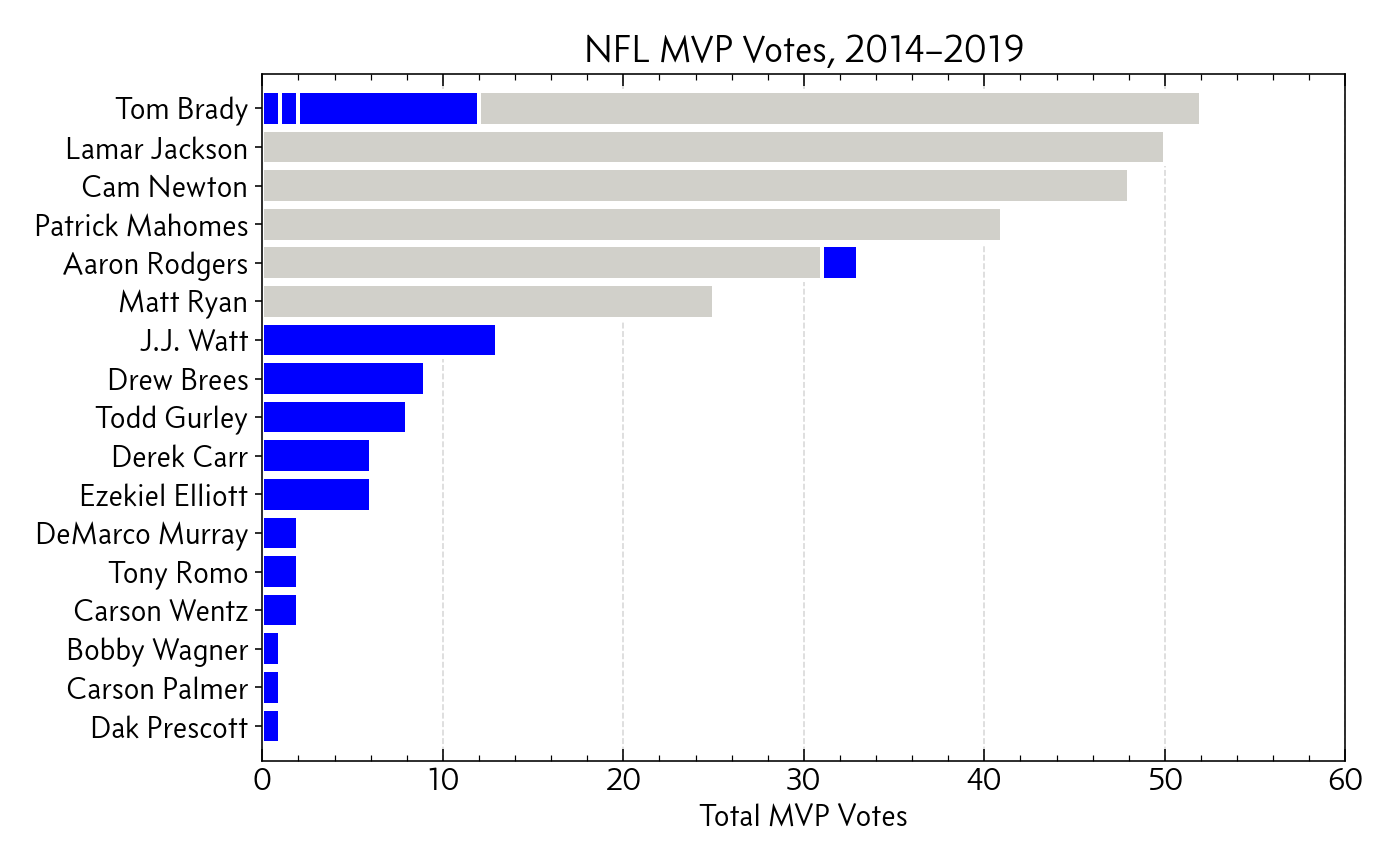 NFL MVP Votes, 2014–2019
Tom Brady
Lamar Jackson
Cam Newton
Patrick Mahomes
Aaron Rodgers
Matt Ryan
J.J. Watt
Drew Brees
Todd Gurley
Derek Carr
Ezekiel Elliott
DeMarco Murray
Tony Romo
Carson Wentz
Bobby Wagner
Carson Palmer
Dak Prescott
0 10 20 30 40 50 60
Total MVP Votes